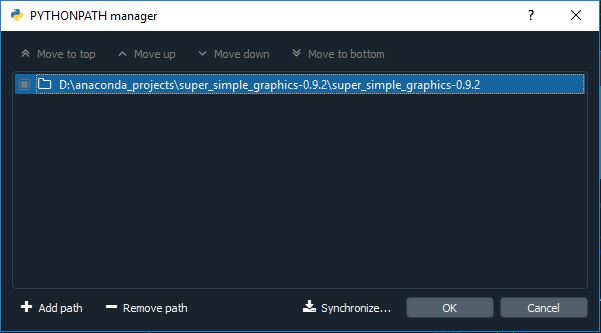 PYTHONPATH manager
Move to top Move up Move down Move to bottom
D:\anaconda_projects\super_simple_graphics-0.9.2\super_simple_graphics-0.9.2
Add path Remove path Synchronize... OK Cancel